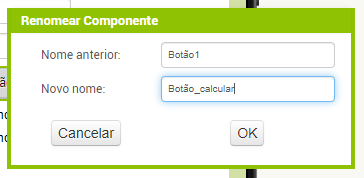 Renomear Componente
Nome anterior: Botão1
Novo nome: Botão_calcular
Cancelar OK